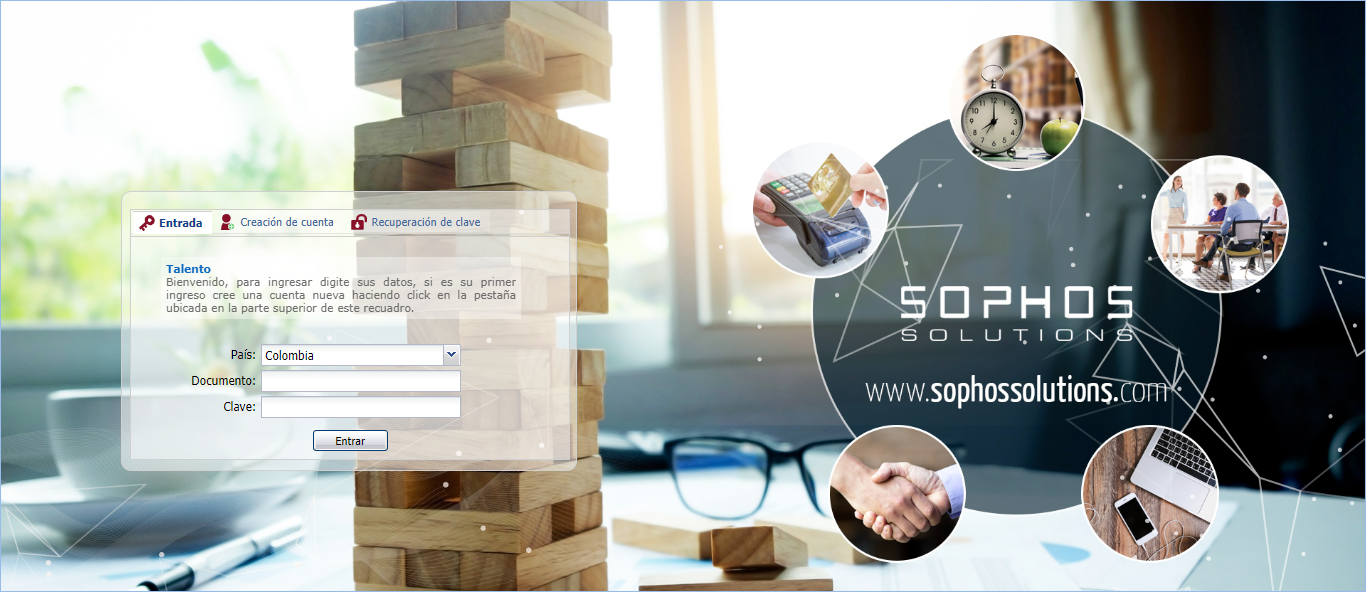 Entrada
Creación de cuenta
Recuperación de clave
Talento
Bienvenido, para ingresar digite sus datos, si es su primer
ingreso cree una cuenta nueva haciendo click en la pestaña
ubicada en la parte superior de este recuadro.
País: Colombia
Documento:
Clave:
Entrar
SOPHOS
SOLUTIONS
www.sophossolutions.com